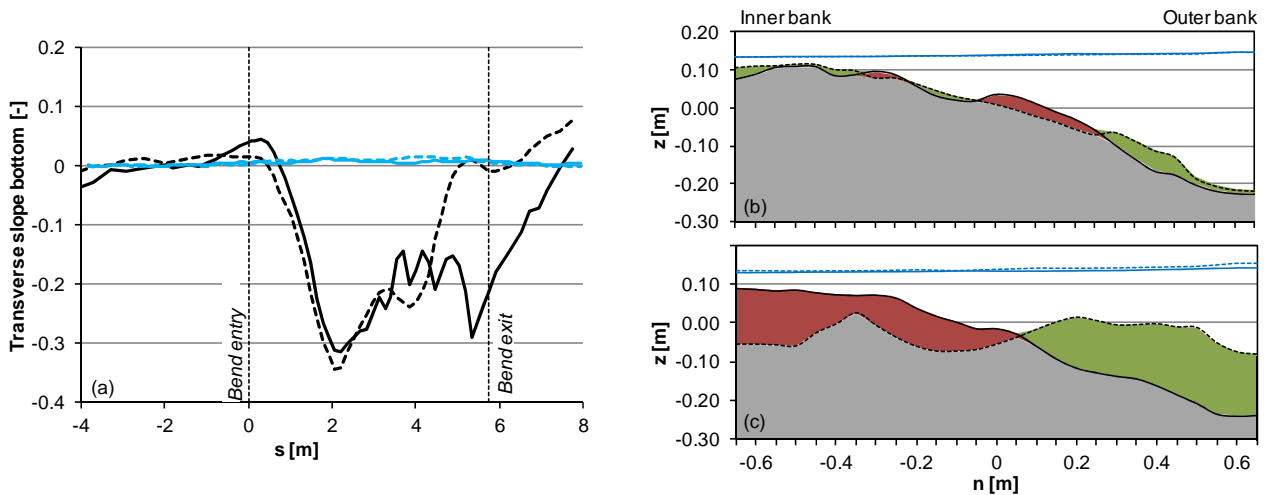 0.2
0.1
0
-0.1
-0.2
-0.3
-0.4
Transverse slope bottom [-]
(a)
Bend entry
Bend exit
-4 -2 0 2 4 6 8
s [m]
Inner bank Outer bank
0.20
0.10
0.00
-0.10
-0.20
-0.30
z [m]
(b)
z
0.10
0.00
-0.10
-0.20
-0.30
z [m]
(c)
-0.6 -0.4 -0.2 0 0.2 0.4 0.6
n [m]